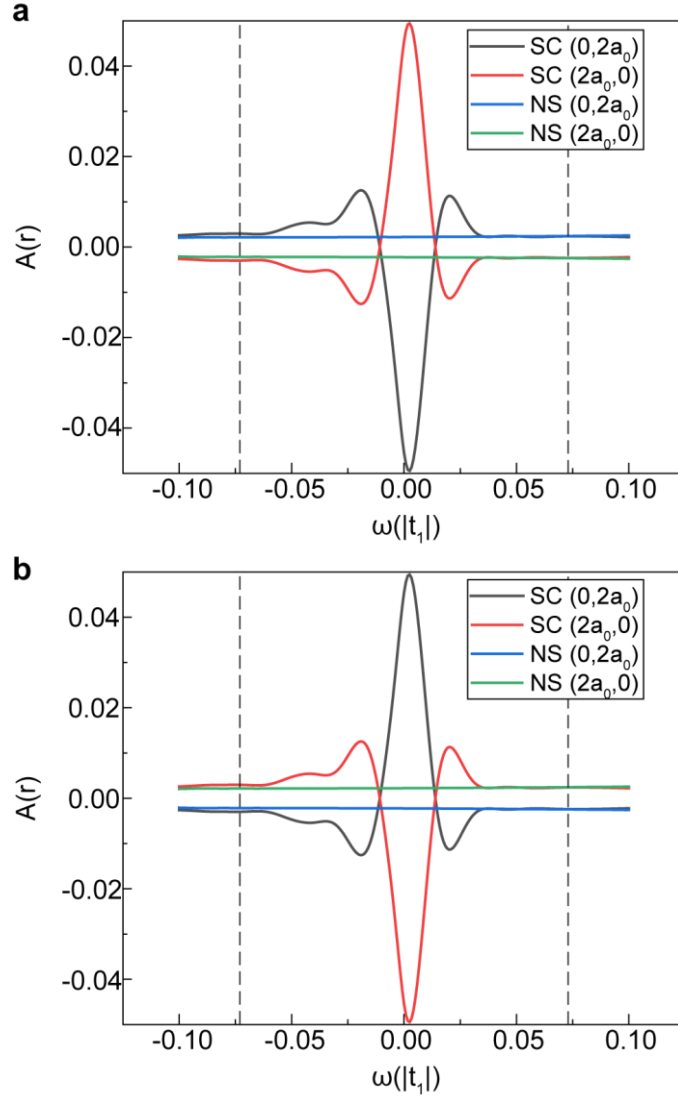 a
SC (0,2a₀)
SC (2a₀,0)
NS (0,2a₀)
NS (2a₀,0)
0.04
0.02
0.00
-0.02
-0.04
A(r)
-0.10
-0.05
0.00
0.05
0.10
ω(|t₁|)
b
SC (0,2a₀)
SC (2a₀,0)
NS (0,2a₀)
NS (2a₀,0)
0.04
0.02
0.00
-0.02
-0.04
A(r)
-0.10
-0.05
0.00
0.05
0.10
ω(|t₁|)